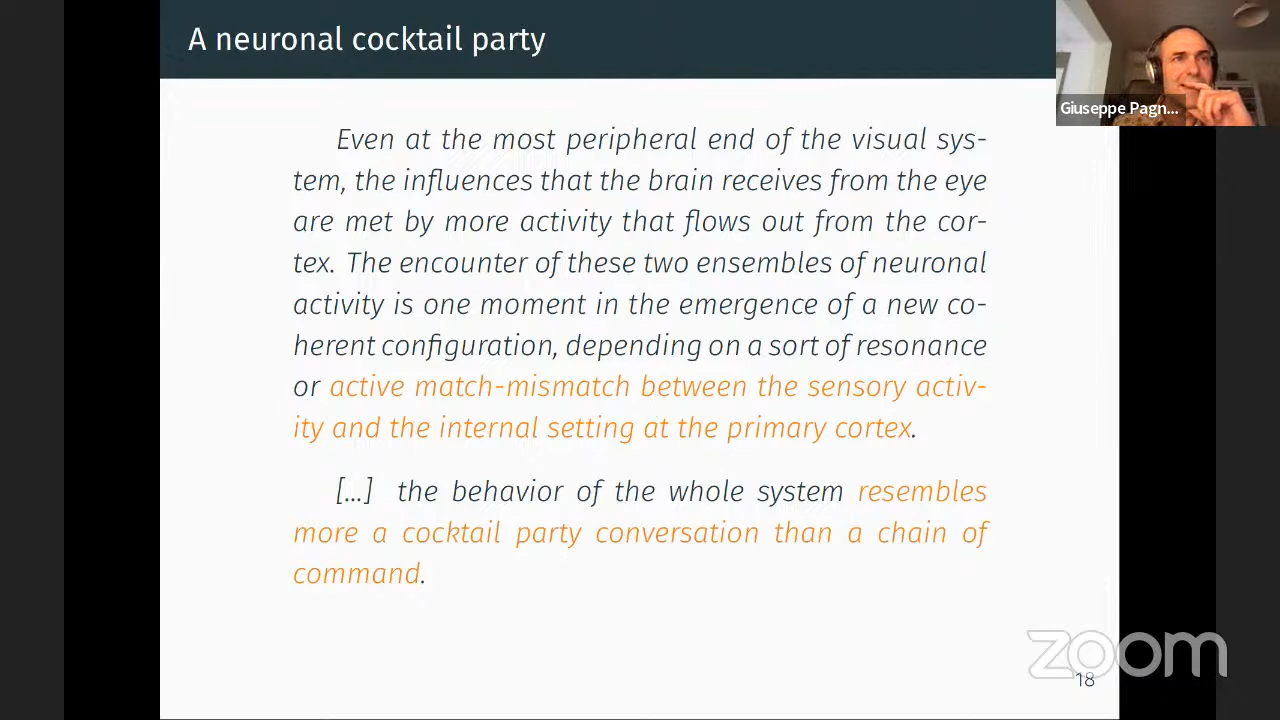 A neuronal cocktail party
Giuseppe Pagn...
Even at the most peripheral end of the visual sys-
tem, the influences that the brain receives from the eye
are met by more activity that flows out from the cor-
tex. The encounter of these two ensembles of neuronal
activity is one moment in the emergence of a new co-
herent configuration, depending on a sort of resonance
or active match-mismatch between the sensory activ-
ity and the internal setting at the primary cortex.
[...] the behavior of the whole system resembles
more a cocktail party conversation than a chain of
command.
zoom
18